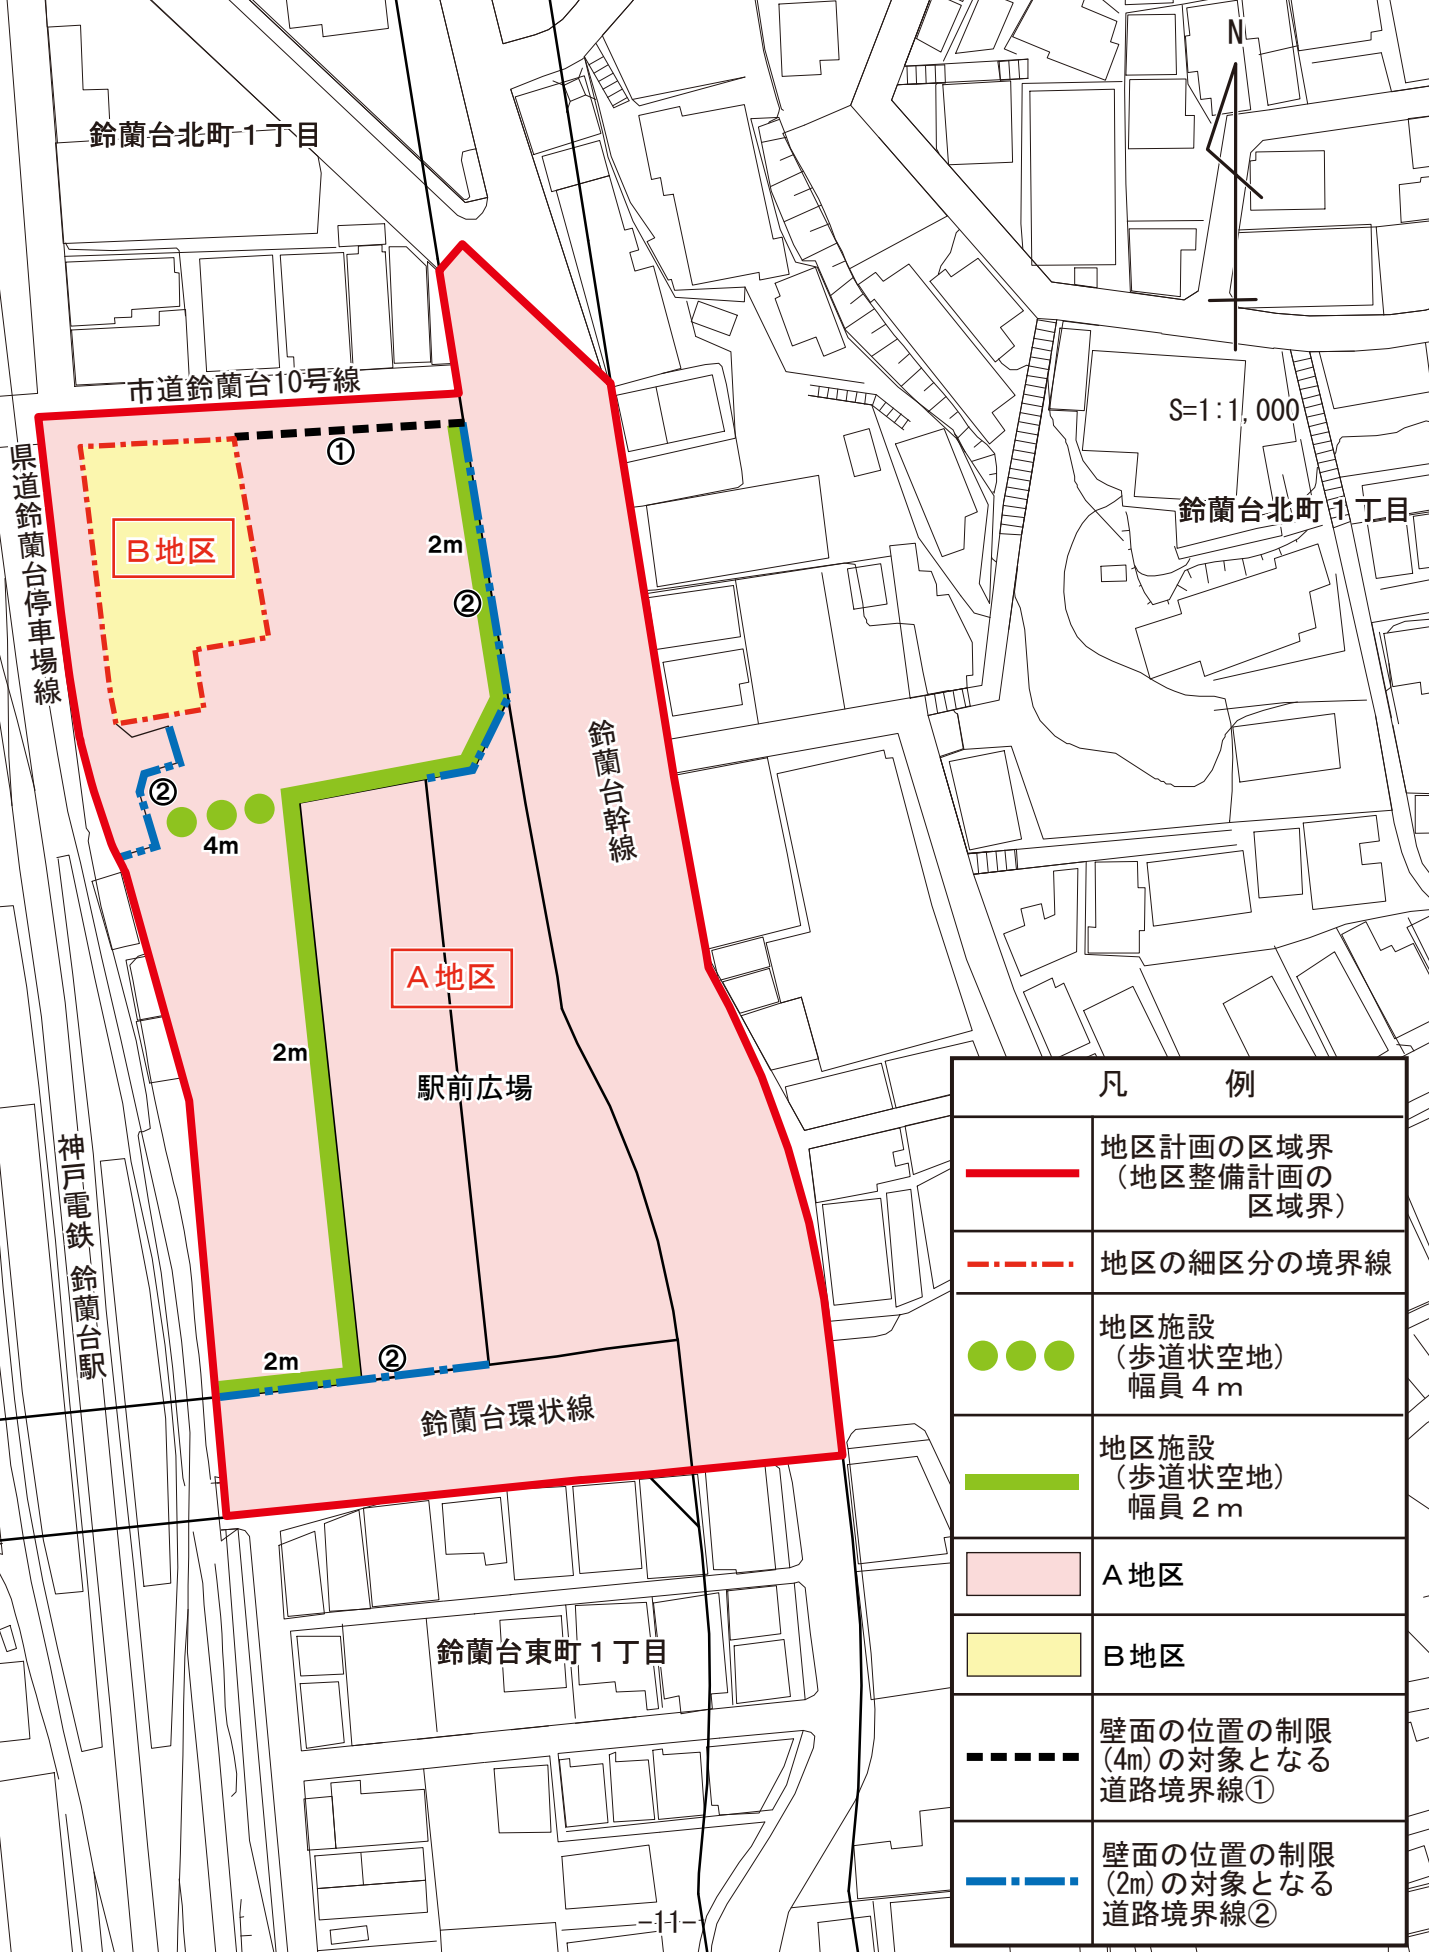 N
鈴蘭台北町１丁目
市道鈴蘭台10号線
S=1:1,000
①
県道鈴蘭台停車場線
鈴蘭台北町１丁目
B地区
2m
②
鈴蘭台幹線
②
4m
A地区
2m
駅前広場
神戸電鉄 鈴蘭台駅
2m
②
鈴蘭台環状線
鈴蘭台東町１丁目
凡 例
地区計画の区域界
（地区整備計画の
区域界）
地区の細区分の境界線
地区施設
（歩道状空地）
幅員４ｍ
地区施設
（歩道状空地）
幅員２ｍ
A地区
B地区
壁面の位置の制限
(4m)の対象となる
道路境界線①
壁面の位置の制限
(2m)の対象となる
道路境界線②
-11-